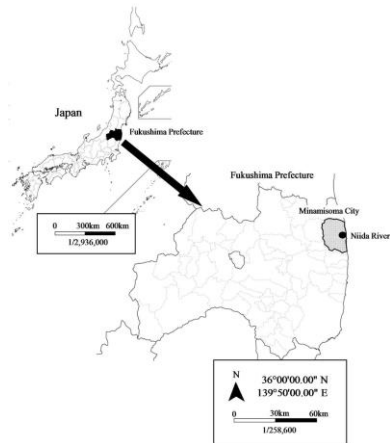 Japan
Fukushima Prefecture
0 300km 600km
1/2,936,000
Fukushima Prefecture
Minamisoma City
Niida River
N
36°00'00.00" N
139°50'00.00" E
0 30km 60km
1/258,600